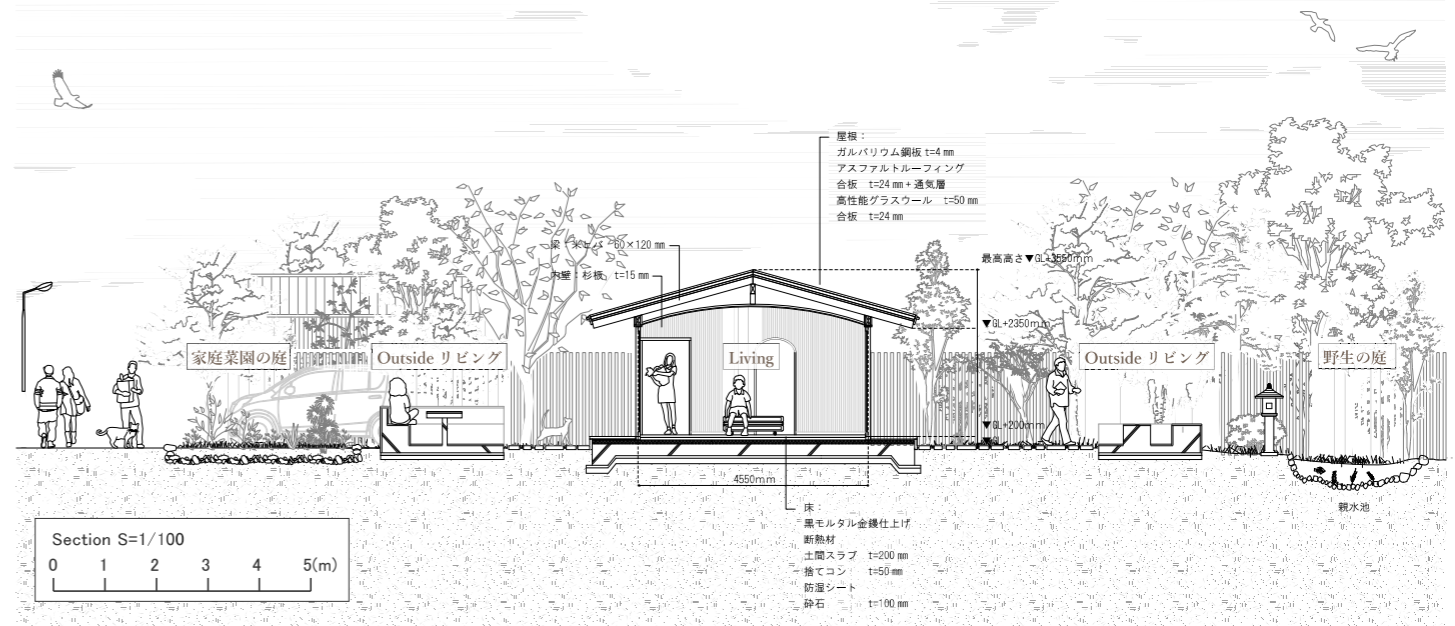 屋根：
ガルバリウム鋼板 t=4㎜
アスファルトルーフィング
合板 t=24㎜+通気層
高性能グラスウール t=50㎜
合板 t=24㎜
梁：米ヒバ 60×120㎜
内壁：杉板 t=15㎜
最高高さ▼GL+3550mm
▼GL+2350mm
家庭菜園の庭
Outside リビング
Living
Outside リビング
野生の庭
▼GL+200mm
4550mm
親水池
床：
黒モルタル金鏝仕上げ
断熱材
土間スラブ t=200㎜
捨てコン t=50㎜
防湿シート
砕石 t=100㎜
Section S=1/100
0 1 2 3 4 5(m)